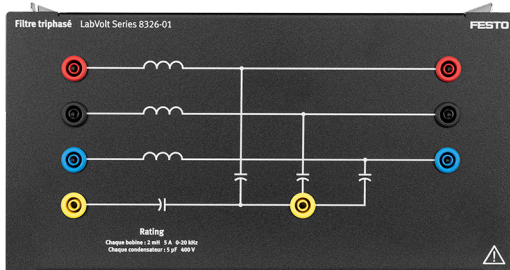 Filtre triphasé LabVolt Series 8326-01
FESTO
Rating
Chaque bobine : 2 mH 5 A 0-20 kHz
Chaque condensateur : 5 µF 400 V